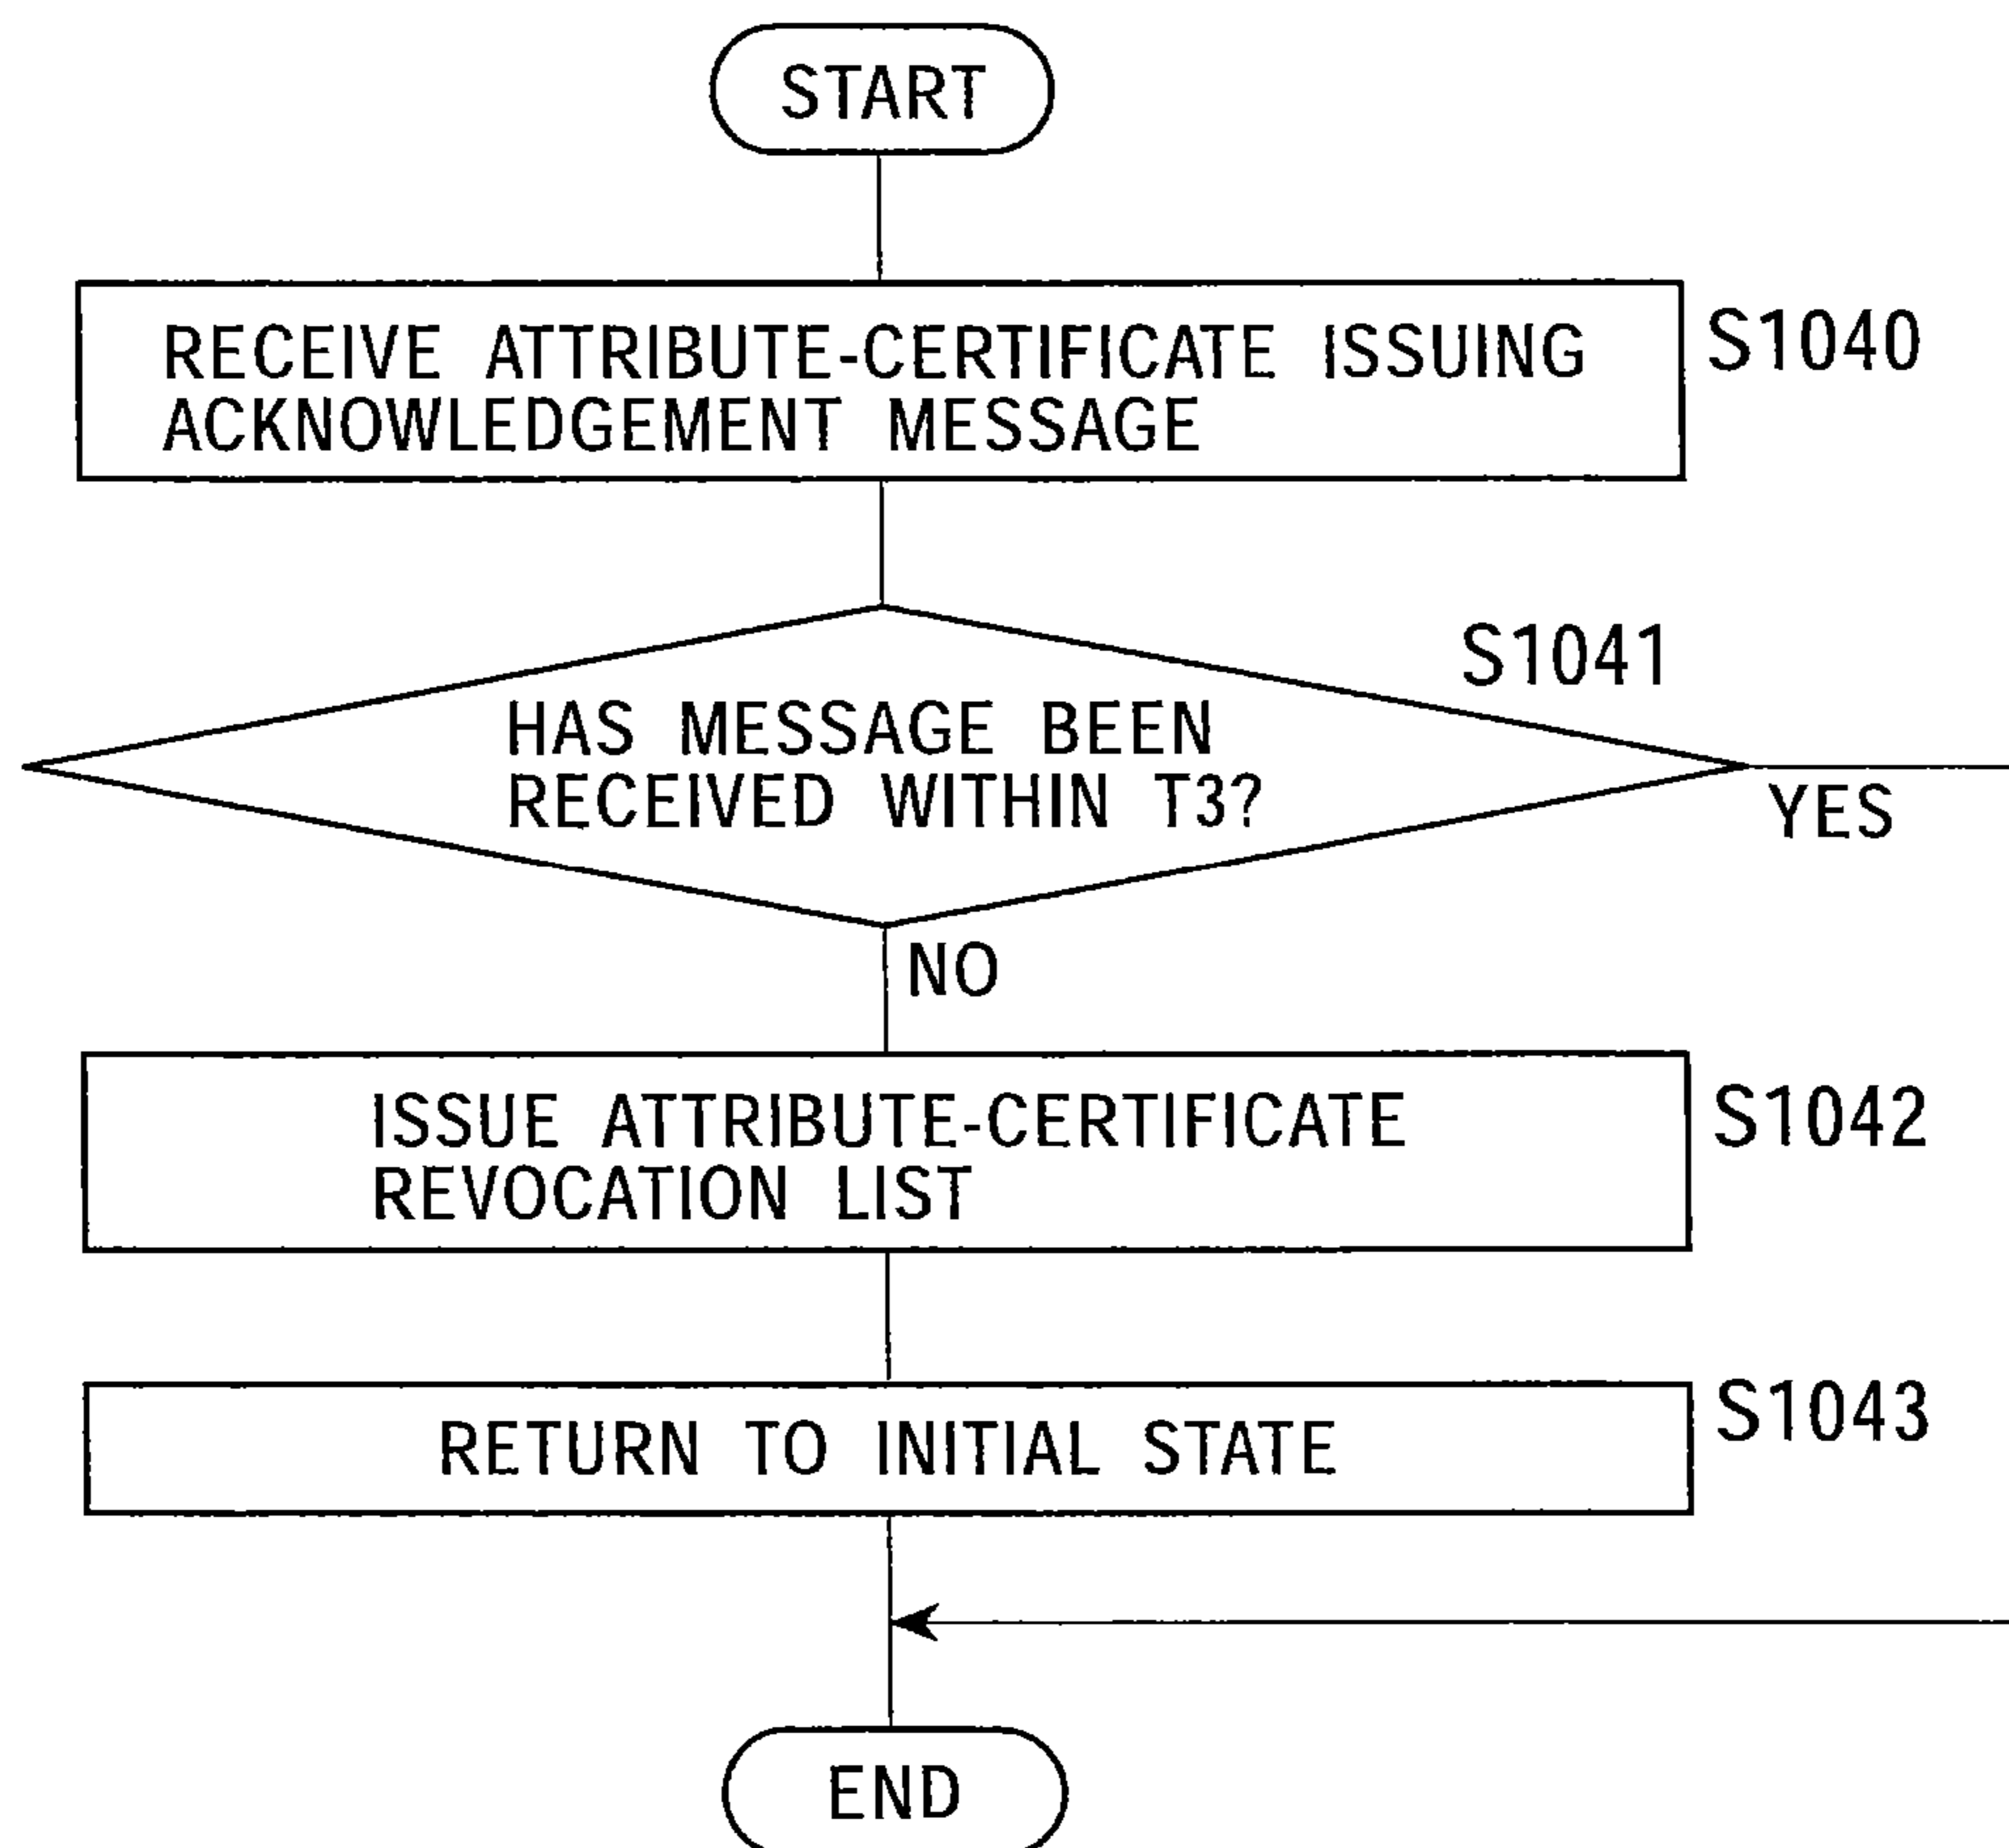 START
RECEIVE ATTRIBUTE-CERTIFICATE ISSUING
ACKNOWLEDGEMENT MESSAGE
S1040
S1041
HAS MESSAGE BEEN
RECEIVED WITHIN T3?
YES
NO
ISSUE ATTRIBUTE-CERTIFICATE
REVOCATION LIST
S1042
RETURN TO INITIAL STATE
S1043
END